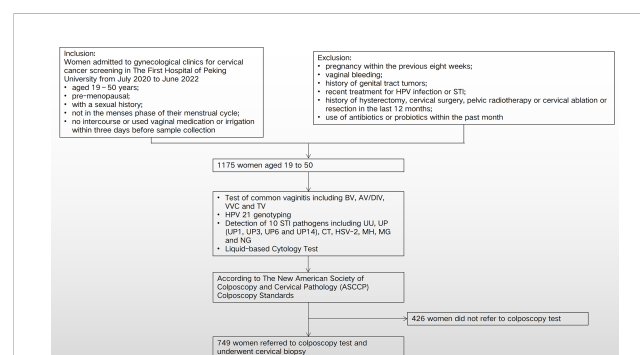 Inclusion:
Women admitted to gynecological clinics for cervical
cancer screening in The First Hospital of Peking
University from July 2020 to June 2022
• aged 19 – 50 years;
• pre-menopausal;
• with a sexual history;
• not in the menses phase of their menstrual cycle;
• no intercourse or used vaginal medication or irrigation
within three days before sample collection
Exclusion:
• pregnancy within the previous eight weeks;
• vaginal bleeding;
• history of genital tract tumors;
• recent treatment for HPV infection or STI;
• history of hysterectomy, cervical surgery, pelvic radiotherapy or cervical ablation or
resection in the last 12 months;
• use of antibiotics or probiotics within the past month
1175 women aged 19 to 50
• Test of common vaginitis including BV, AV/DIV,
VVC and TV
• HPV 21 genotyping
• Detection of 10 STI pathogens including UU, UP
(UP1, UP3, UP6 and UP14), CT, HSV-2, MH, MG
and NG
• Liquid-based Cytology Test
According to The New American Society of
Colposcopy and Cervical Pathology (ASCCP)
Colposcopy Standards
426 women did not refer to colposcopy test
749 women referred to colposcopy test and
underwent cervical biopsy